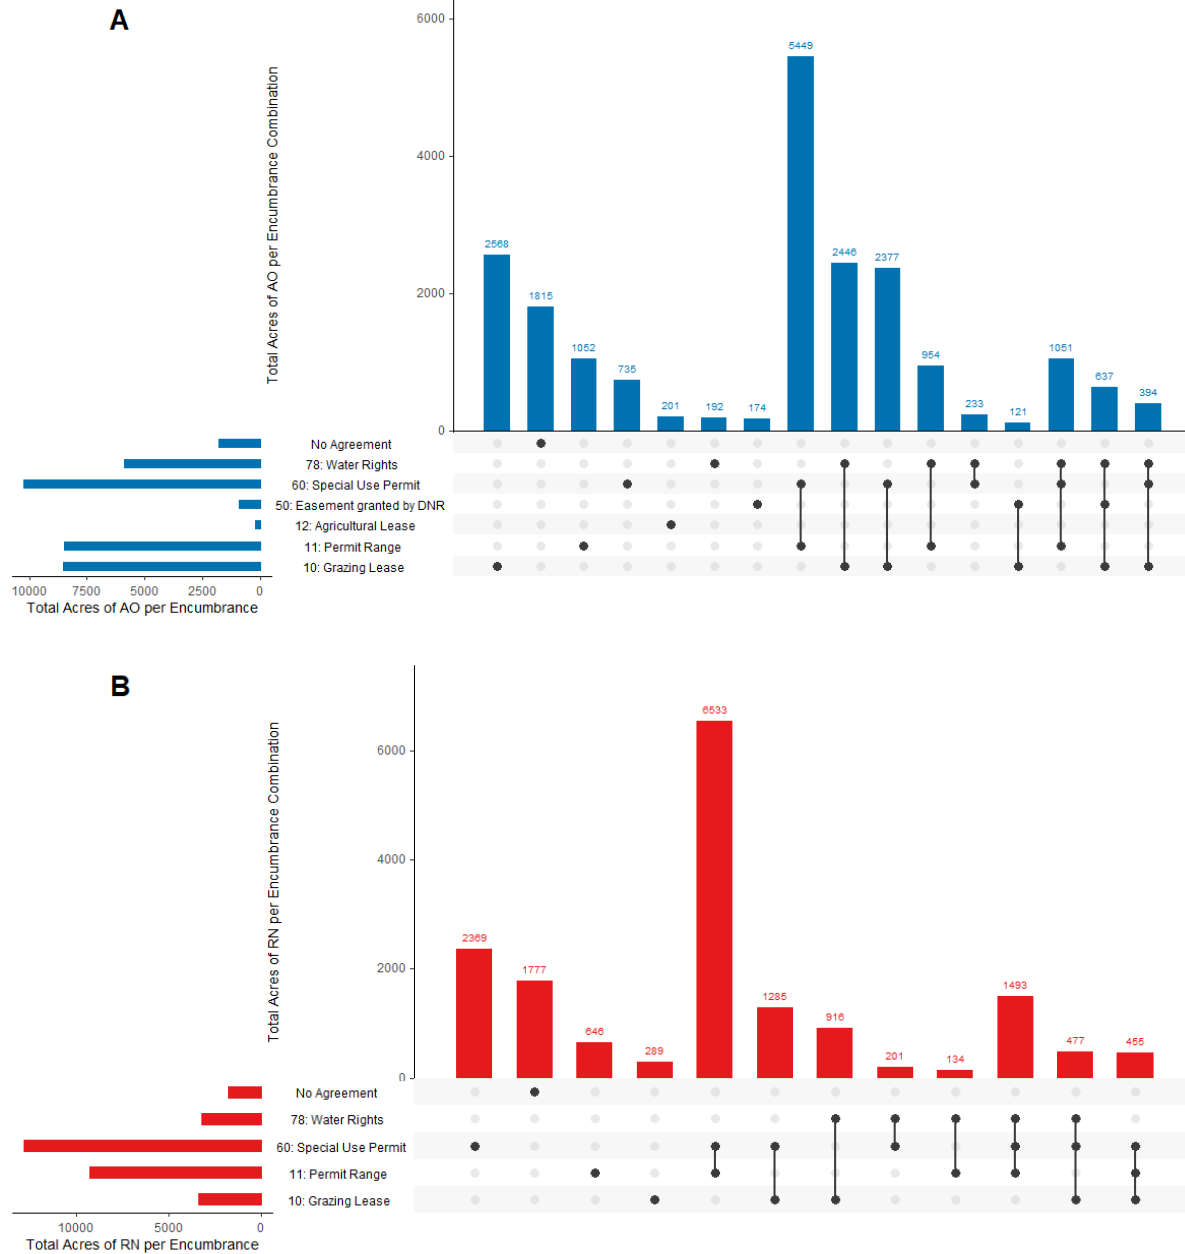 A
Total Acres of AO per Encumbrance Combination
6000
4000
2000
0
2568
1815
1052
735
201
192
174
5449
2446
2377
954
233
121
1051
637
394
No Agreement
78: Water Rights
60: Special Use Permit
50: Easement granted by DNR
12: Agricultural Lease
11: Permit Range
10: Grazing Lease
10000 7500 5000 2500 0
Total Acres of AO per Encumbrance
B
Total Acres of RN per Encumbrance Combination
6000
4000
2000
0
2369
1777
646
289
6533
1285
916
201
134
1493
477
455
No Agreement
78: Water Rights
60: Special Use Permit
11: Permit Range
10: Grazing Lease
10000 5000 0
Total Acres of RN per Encumbrance